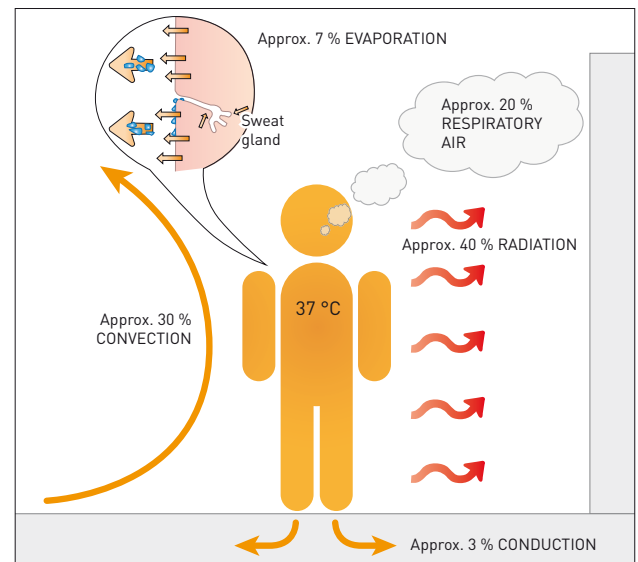 Approx. 7 % EVAPORATION
Sweat
gland
Approx. 20 %
RESPIRATORY
AIR
Approx. 40 % RADIATION
37 °C
Approx. 30 %
CONVECTION
Approx. 3 % CONDUCTION